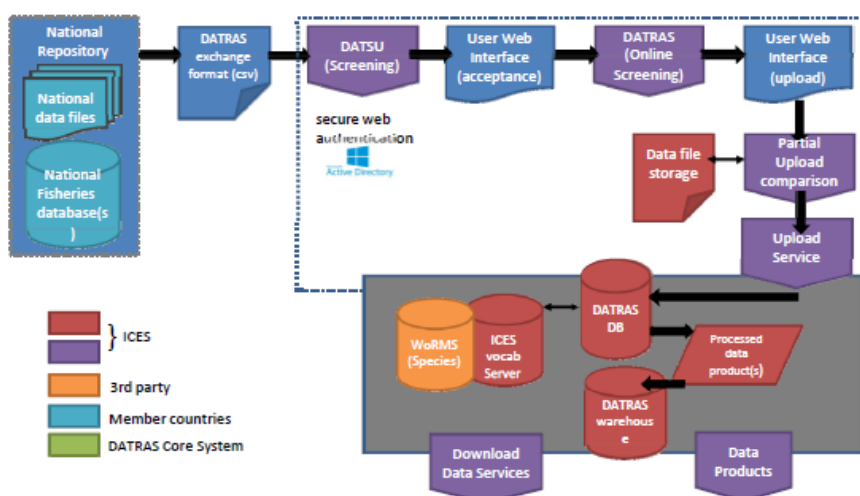 National
Repository
National
data files
National
Fisheries
database(s
)
DATRAS
exchange
format (csv)
DATSU
(Screening)
User Web
Interface
(acceptance)
DATRAS
(Online
Screening)
User Web
Interface
(upload)
secure web
authentication
Active Directory
Data file
storage
Partial
Upload
comparison
Upload
Service
DATRAS
DB
WoRMS
(Species)
ICES
vocab
Server
Processed
data
product(s)
DATRAS
warehous
e
Download
Data Services
Data
Products
} ICES
3rd party
Member countries
DATRAS Core System